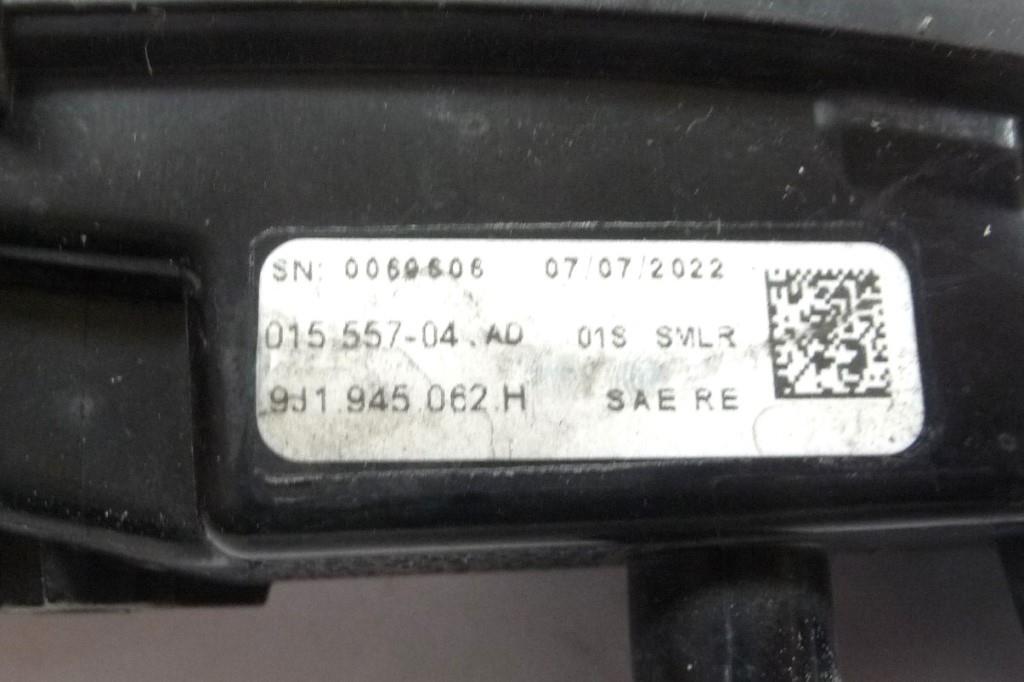 SN: 0069606 07/07/2022
015 557-04.AD 01S SMLR
9J1.945.062.H SAE RE